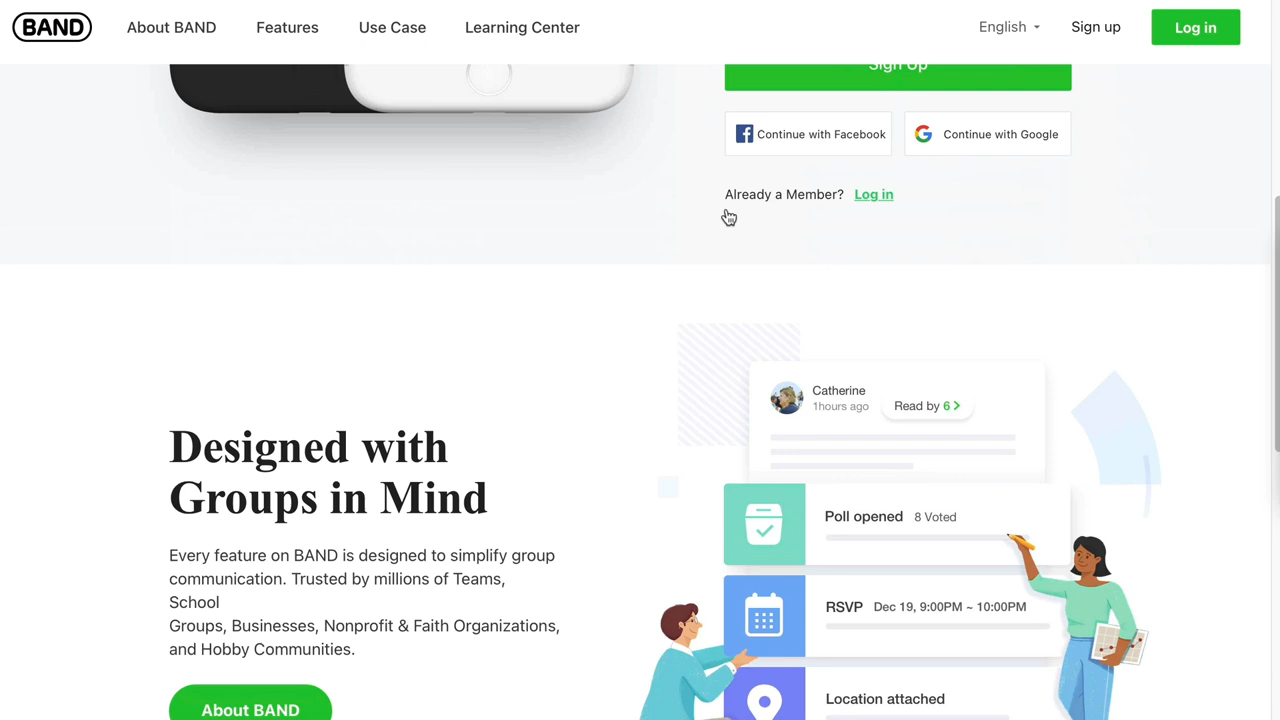 BAND
About BAND
Features
Use Case
Learning Center
English
Sign up
Log in
Sign Up
Continue with Facebook
Continue with Google
Already a Member? Log in
Designed with
Groups in Mind
Every feature on BAND is designed to simplify group
communication. Trusted by millions of Teams,
School
Groups, Businesses, Nonprofit & Faith Organizations,
and Hobby Communities.
About BAND
Catherine
1hours ago
Read by 6
Poll opened 8 Voted
RSVP Dec 19, 9:00PM ~ 10:00PM
Location attached